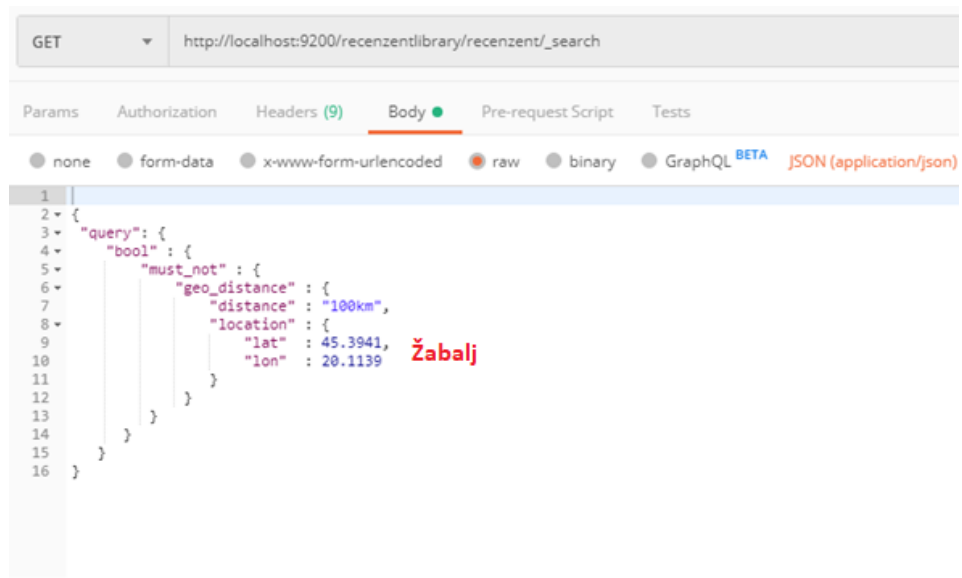 GET http://localhost:9200/recenzentlibrary/recenzent/_search
Params Authorization Headers (9) Body Pre-request Script Tests
none form-data x-www-form-urlencoded raw binary GraphQL BETA JSON (application/json)
1
2 {
3 "query": {
4 "bool" : {
5 "must_not" : {
6 "geo_distance" : {
7 "distance" : "100km",
8 "location" : {
9 "lat" : 45.3941,
10 "lon" : 20.1139
Žabalj
11 }
12 }
13 }
14 }
15 }
16 }